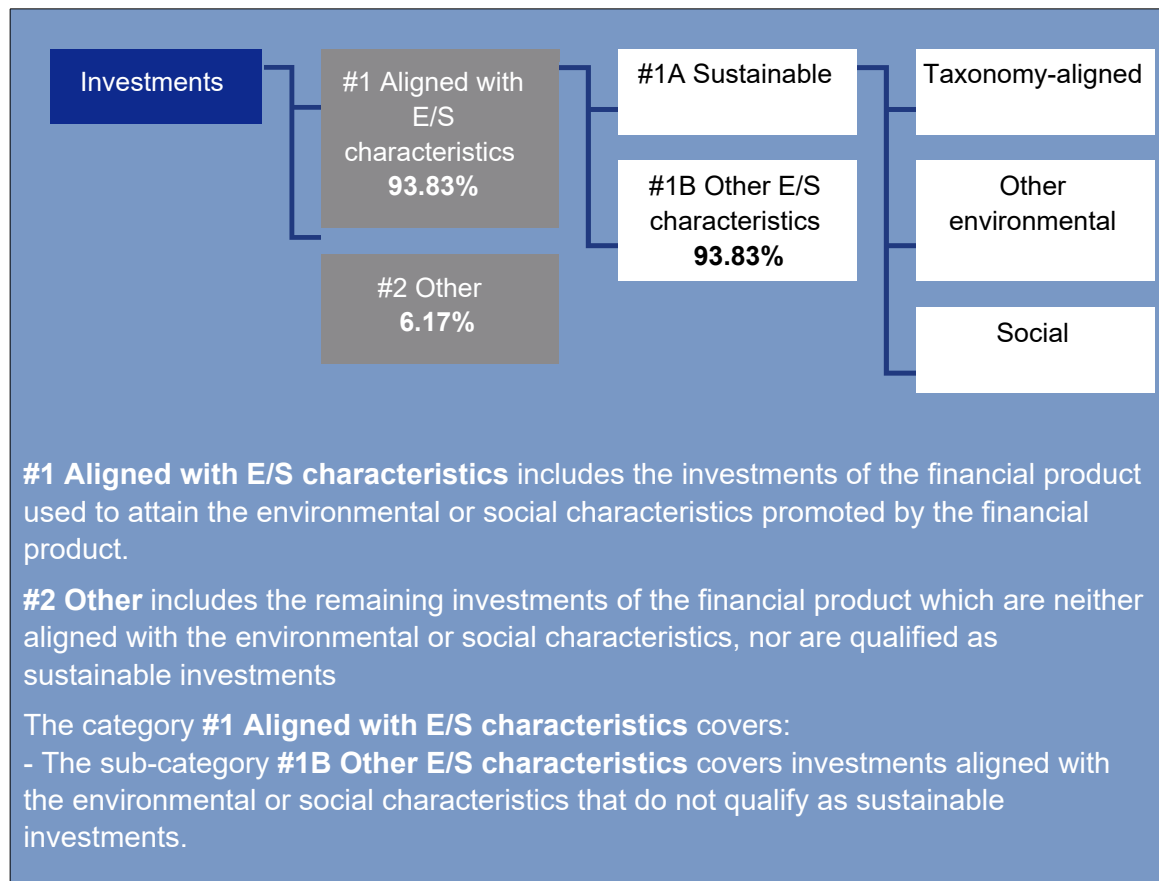 Investments
#1 Aligned with
E/S
characteristics
93.83%
#2 Other
6.17%
#1A Sustainable
#1B Other E/S
characteristics
93.83%
Taxonomy-aligned
Other
environmental
Social
#1 Aligned with E/S characteristics includes the investments of the financial product
used to attain the environmental or social characteristics promoted by the financial
product.
#2 Other includes the remaining investments of the financial product which are neither
aligned with the environmental or social characteristics, nor are qualified as
sustainable investments
The category #1 Aligned with E/S characteristics covers:
- The sub-category #1B Other E/S characteristics covers investments aligned with
the environmental or social characteristics that do not qualify as sustainable
investments.